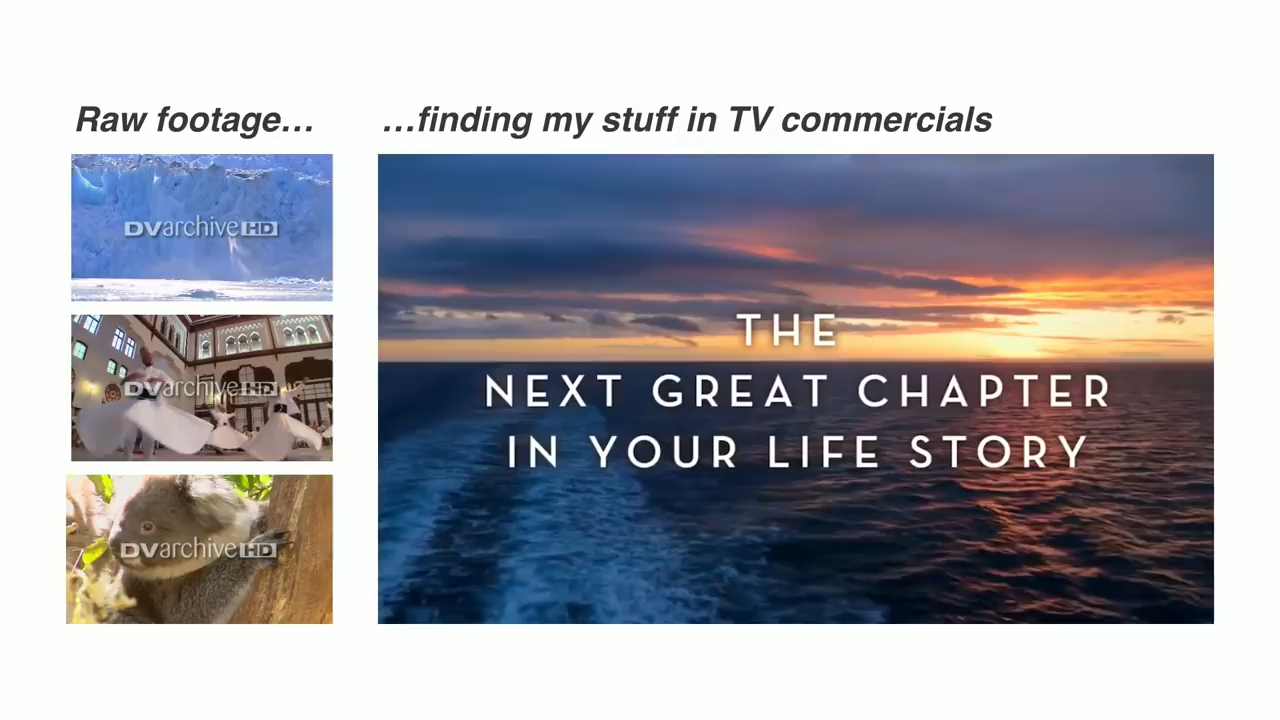 Raw footage…
…finding my stuff in TV commercials
DVarchiveHD
DVarchiveHD
DVarchiveHD
THE
NEXT GREAT CHAPTER
IN YOUR LIFE STORY